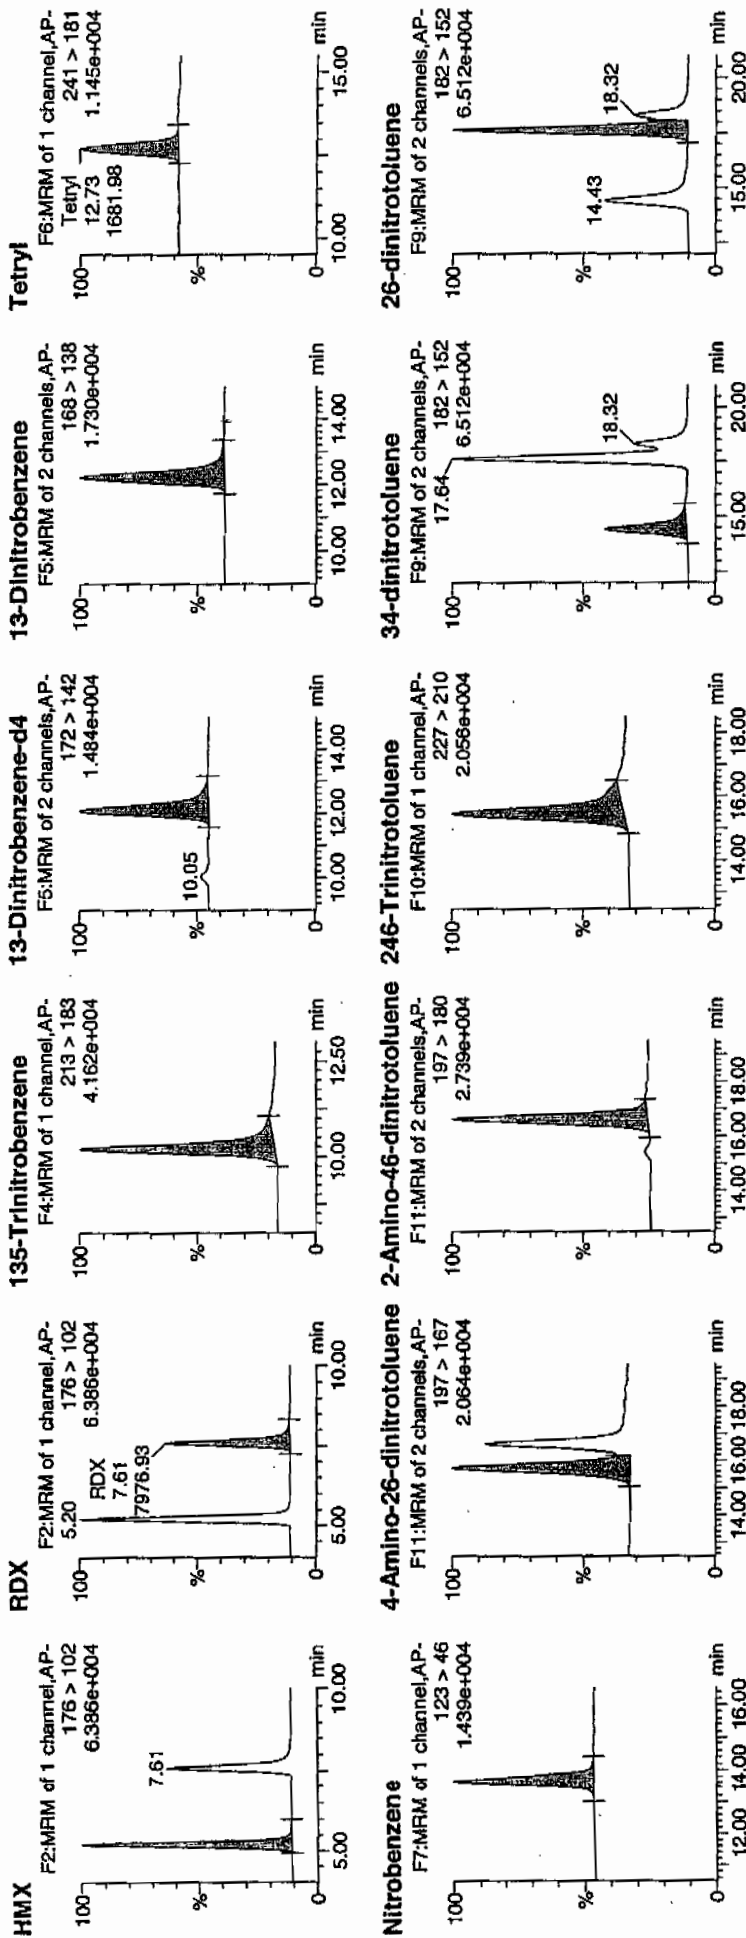 HMX
F2:MRM of 1 channel,AP-
176 > 102
6.386e+004
100
7.61
%
0
5.00
10.00
min
RDX
F2:MRM of 1 channel,AP-
176 > 102
6.386e+004
100
5.20
RDX
7.61
7976.93
%
0
5.00
10.00
min
135-Trinitrobenzene
F4:MRM of 1 channel,AP-
213 > 183
4.162e+004
100
%
0
10.00
12.50
min
13-Dinitrobenzene-d4
F5:MRM of 2 channels,AP-
172 > 142
1.484e+004
100
10.05
%
0
10.00
12.00
14.00
min
13-Dinitrobenzene
F5:MRM of 2 channels,AP-
168 > 138
1.730e+004
100
%
0
10.00
12.00
14.00
min
Tetryl
F6:MRM of 1 channel,AP-
241 > 181
1.145e+004
100
Tetryl
12.73
1681.98
%
0
10.00
15.00
min
Nitrobenzene
F7:MRM of 1 channel,AP-
123 > 46
1.439e+004
100
%
0
12.00
14.00
16.00
min
4-Amino-26-dinitrotoluene
F11:MRM of 2 channels,AP-
197 > 167
2.064e+004
100
%
0
14.00
16.00
18.00
min
2-Amino-46-dinitrotoluene
F11:MRM of 2 channels,AP-
197 > 180
2.739e+004
100
%
0
14.00
16.00
18.00
min
246-Trinitrotoluene
F10:MRM of 1 channel,AP-
227 > 210
2.056e+004
100
%
0
14.00
16.00
18.00
min
34-dinitrotoluene
F9:MRM of 2 channels,AP-
182 > 152
6.512e+004
100
17.64
18.32
%
0
15.00
20.00
min
26-dinitrotoluene
F9:MRM of 2 channels,AP-
182 > 152
6.512e+004
100
14.43
18.32
%
0
15.00
20.00
min